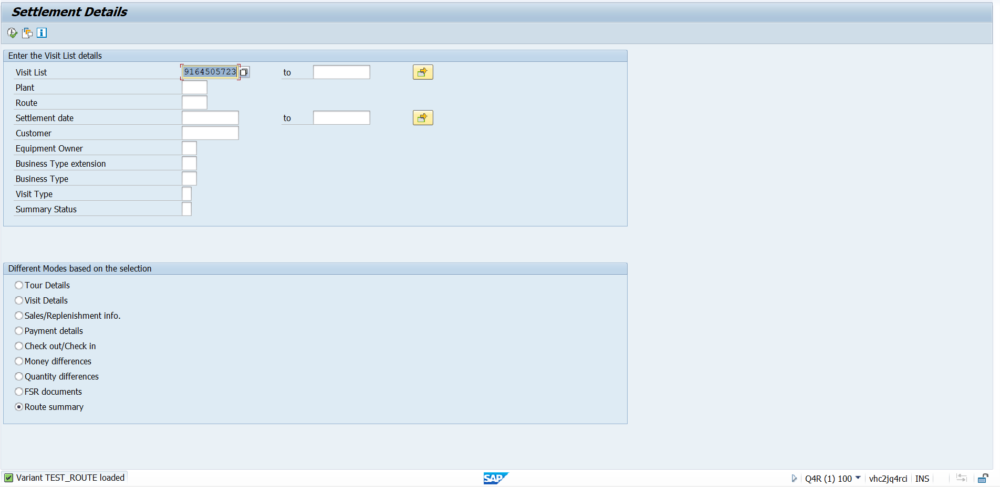 Settlement Details
Enter the Visit List details
Visit List 9164505723 to
Plant
Route
Settlement date to
Customer
Equipment Owner
Business Type extension
Business Type
Visit Type
Summary Status
Different Modes based on the selection
Tour Details
Visit Details
Sales/Replenishment info.
Payment details
Check out/Check in
Money differences
Quantity differences
FSR documents
Route summary
Variant TEST_ROUTE loaded SAP Q4R (1) 100 vhc2jq4rci INS